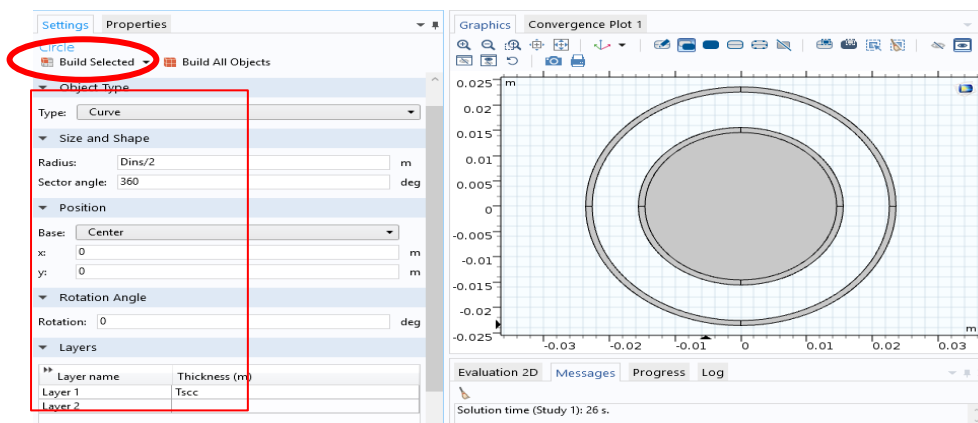 Settings Properties
Circle
Build Selected Build All Objects
Object Type
Type: Curve
Size and Shape
Radius: Dins/2 m
Sector angle: 360 deg
Position
Base: Center
x: 0 m
y: 0 m
Rotation Angle
Rotation: 0 deg
Layers
Layer name Thickness (m)
Layer 1 Tscc
Layer 2
Graphics Convergence Plot 1
m
0.025
0.02
0.015
0.01
0.005
0
-0.005
-0.01
-0.015
-0.02
-0.025
-0.03 -0.02 -0.01 0 0.01 0.02 0.03
m
Evaluation 2D Messages Progress Log
Solution time (Study 1): 26 s.